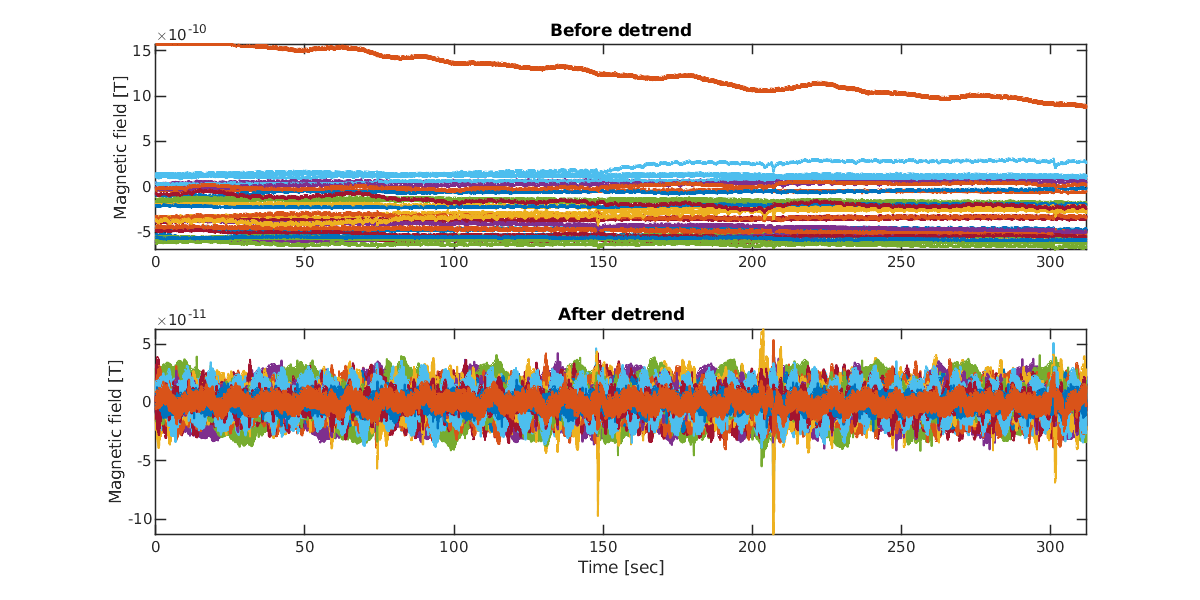 Before detrend
×10-10
Magnetic field [T]
15
10
5
0
-5
0 50 100 150 200 250 300
After detrend
×10-11
Magnetic field [T]
5
0
-5
-10
0 50 100 150 200 250 300
Time [sec]